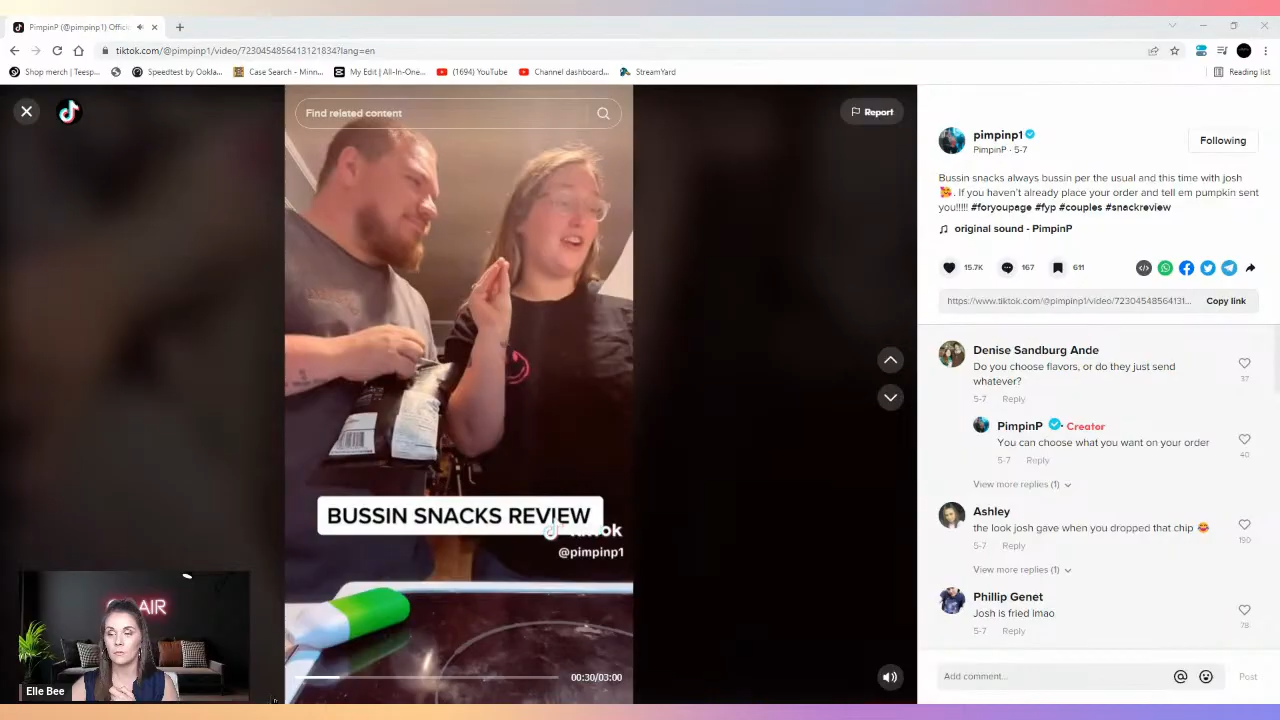 PimpinP (@pimpinp1) Offici
tiktok.com/@pimpinp1/video/7230454856413121834?lang=en
Shop merch | Teesp...
Speedtest by Ookla...
Case Search - Minn...
My Edit | All-In-One...
(1694) YouTube
Channel dashboard...
StreamYard
Reading list
Find related content
Report
pimpinp1
PimpinP · 5-7
Following
Bussin snacks always bussin per the usual and this time with josh
🥰. If you haven't already place your order and tell em pumpkin sent
you!!!!! #foryoupage #fyp #couples #snackreview
original sound - PimpinP
15.7K
167
611
https://www.tiktok.com/@pimpinp1/video/72304548564131...
Copy link
Denise Sandburg Ande
Do you choose flavors, or do they just send
whatever?
37
5-7 Reply
PimpinP · Creator
You can choose what you want on your order
40
5-7 Reply
View more replies (1)
Ashley
the look josh gave when you dropped that chip 😂
190
5-7 Reply
View more replies (1)
Phillip Genet
Josh is fried lmao
78
5-7 Reply
Add comment...
Post
BUSSIN SNACKS REVIEW
@pimpinp1
00:30/03:00
AIR
Elle Bee